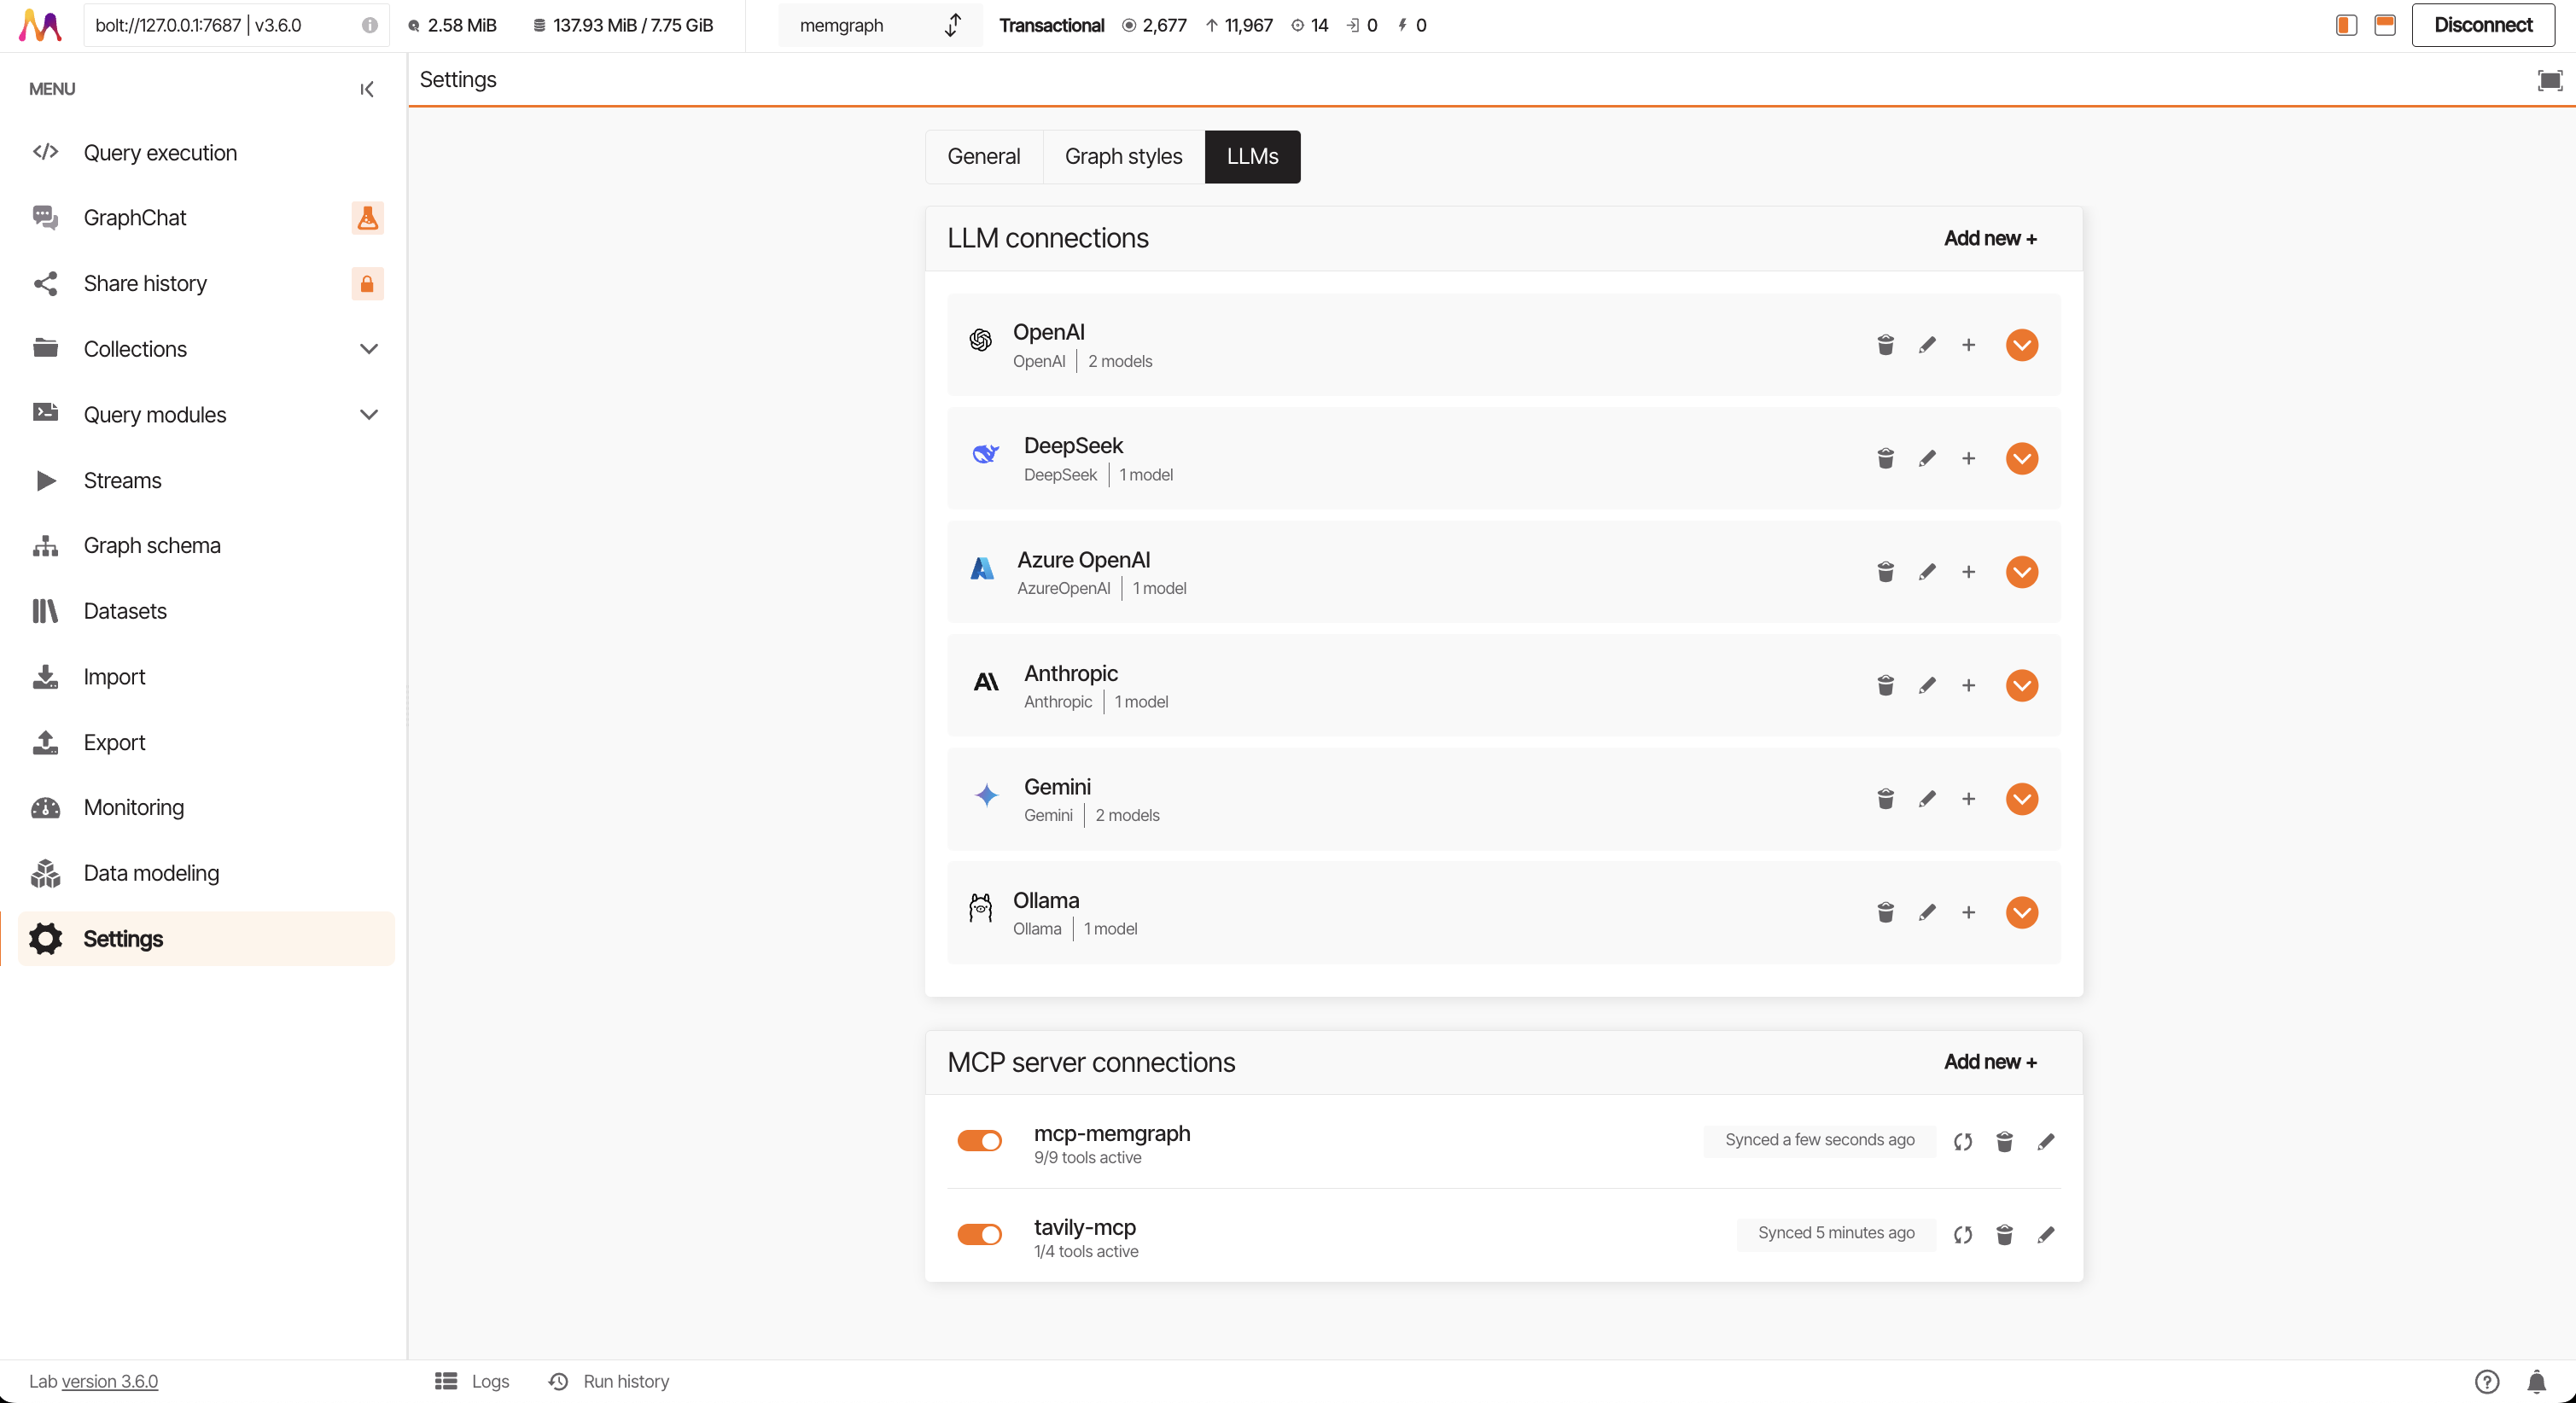 bolt://127.0.0.1:7687 | v3.6.0 2.58 MiB 137.93 MiB / 7.75 GiB memgraph Transactional 2,677 11,967 14 0 0 Disconnect
MENU
Settings
Query execution
GraphChat
Share history
Collections
Query modules
Streams
Graph schema
Datasets
Import
Export
Monitoring
Data modeling
Settings
General Graph styles LLMs
LLM connections Add new +
OpenAI
OpenAI | 2 models
DeepSeek
DeepSeek | 1 model
Azure OpenAI
AzureOpenAI | 1 model
Anthropic
Anthropic | 1 model
Gemini
Gemini | 2 models
Ollama
Ollama | 1 model
MCP server connections Add new +
mcp-memgraph
9/9 tools active
Synced a few seconds ago
tavily-mcp
1/4 tools active
Synced 5 minutes ago
Lab version 3.6.0 Logs Run history